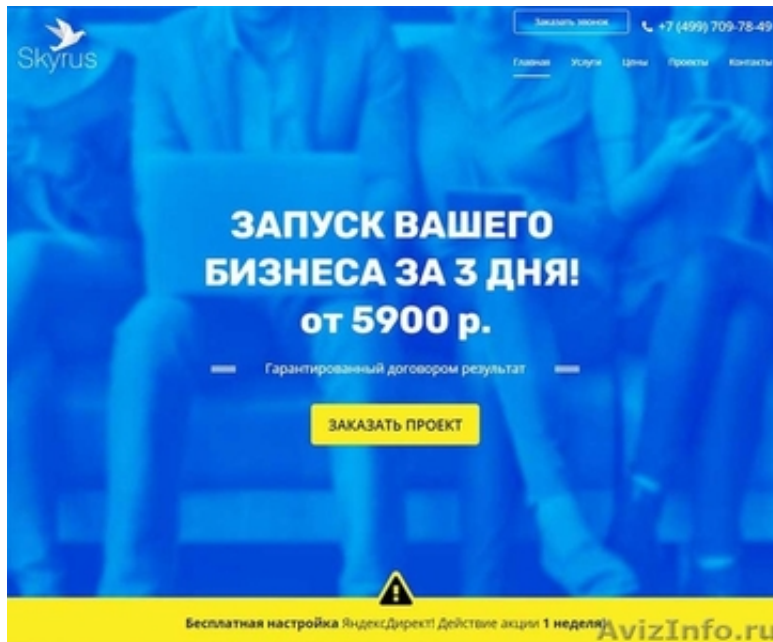 Skyrus
Заказать звонок
+7 (499) 709-78-49
Главная Услуги Цены Проекты Контакты
ЗАПУСК ВАШЕГО
БИЗНЕСА ЗА 3 ДНЯ!
от 5900 р.
Гарантированный договором результат
ЗАКАЗАТЬ ПРОЕКТ
Бесплатная настройка ЯндексДирект! Действие акции 1 неделя!
AvizInfo.ru